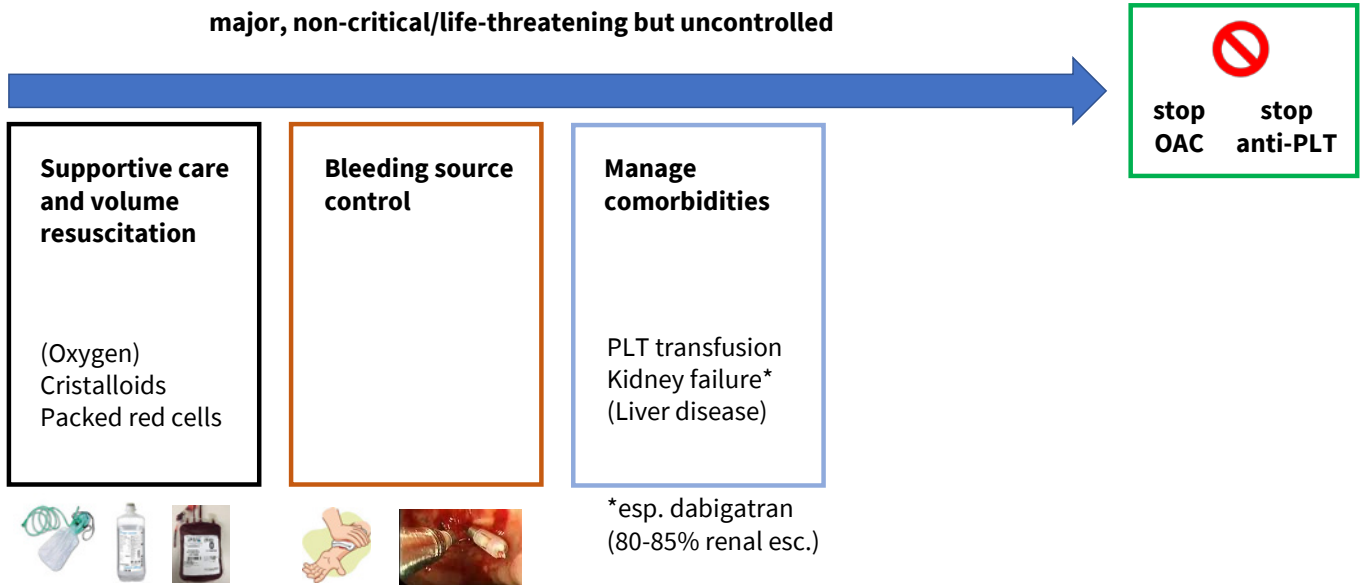 major, non-critical/life-threatening but uncontrolled
stop
OAC
stop
anti-PLT
Supportive care
and volume
resuscitation
(Oxygen)
Cristalloids
Packed red cells
Bleeding source
control
Manage
comorbidities
PLT transfusion
Kidney failure*
(Liver disease)
*esp. dabigatran
(80-85% renal esc.)